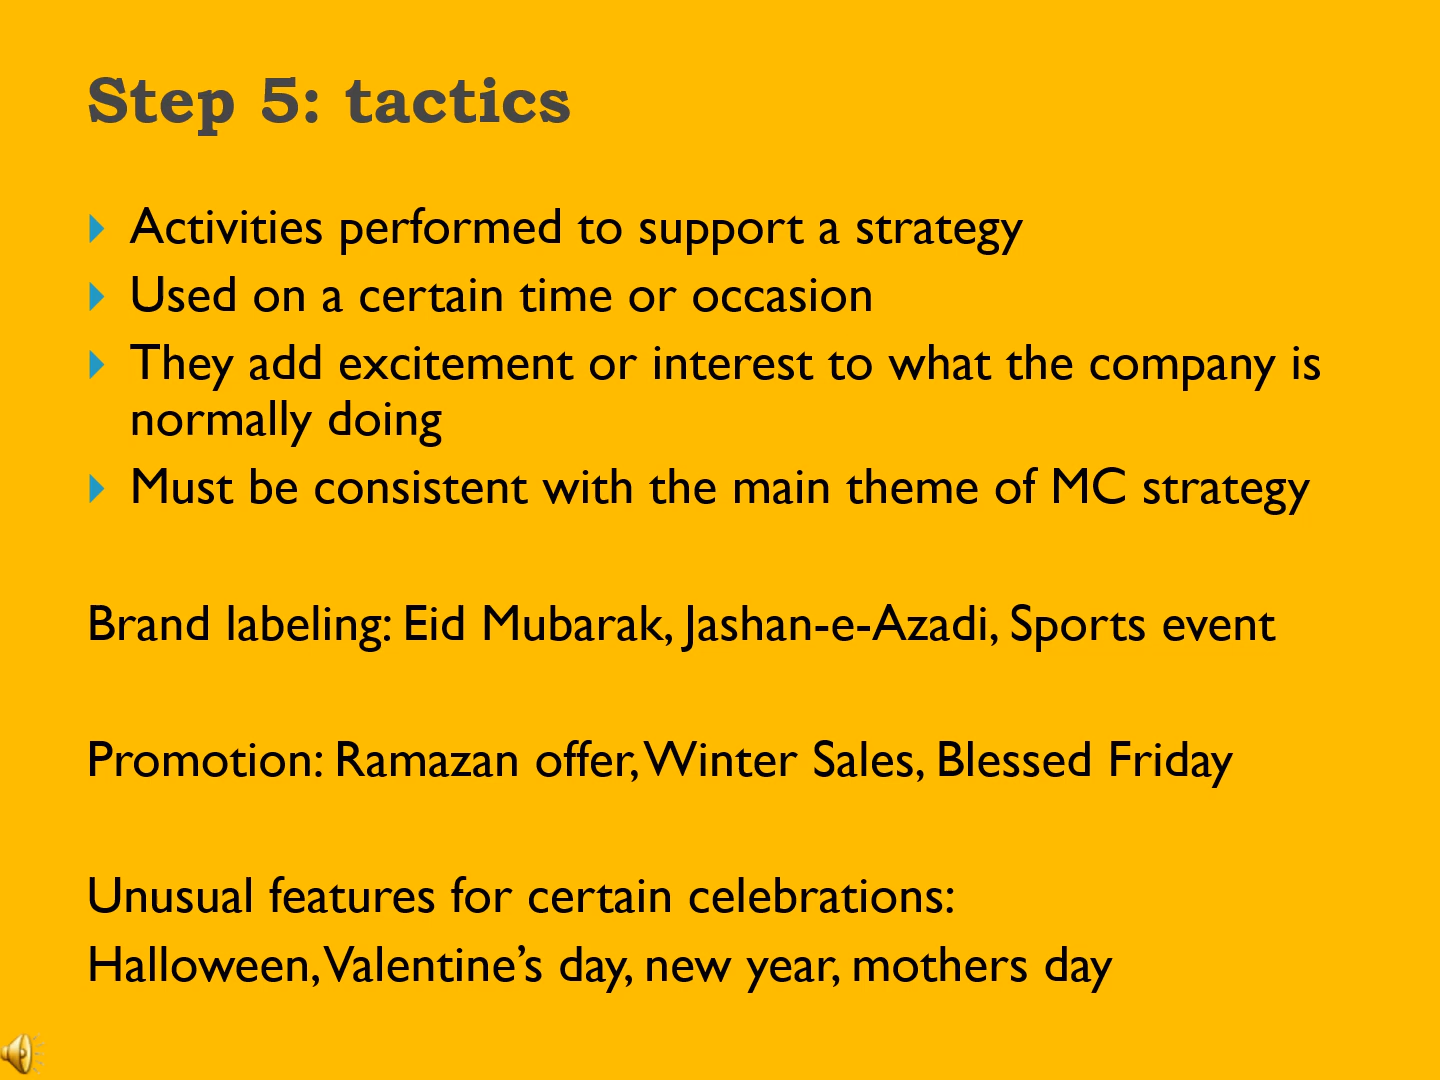 Step 5: tactics
Activities performed to support a strategy
Used on a certain time or occasion
They add excitement or interest to what the company is
normally doing
Must be consistent with the main theme of MC strategy
Brand labeling: Eid Mubarak, Jashan-e-Azadi, Sports event
Promotion: Ramazan offer, Winter Sales, Blessed Friday
Unusual features for certain celebrations:
Halloween, Valentine’s day, new year, mothers day